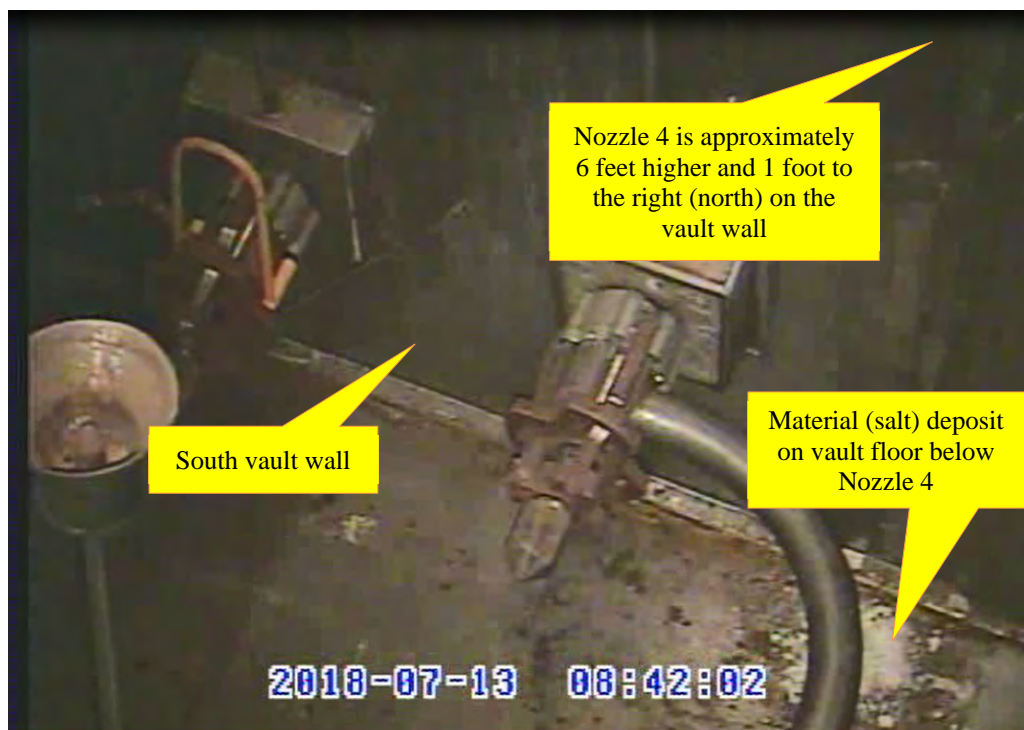 Nozzle 4 is approximately
6 feet higher and 1 foot to
the right (north) on the
vault wall
South vault wall
Material (salt) deposit
on vault floor below
Nozzle 4
2018-07-13 08:42:02